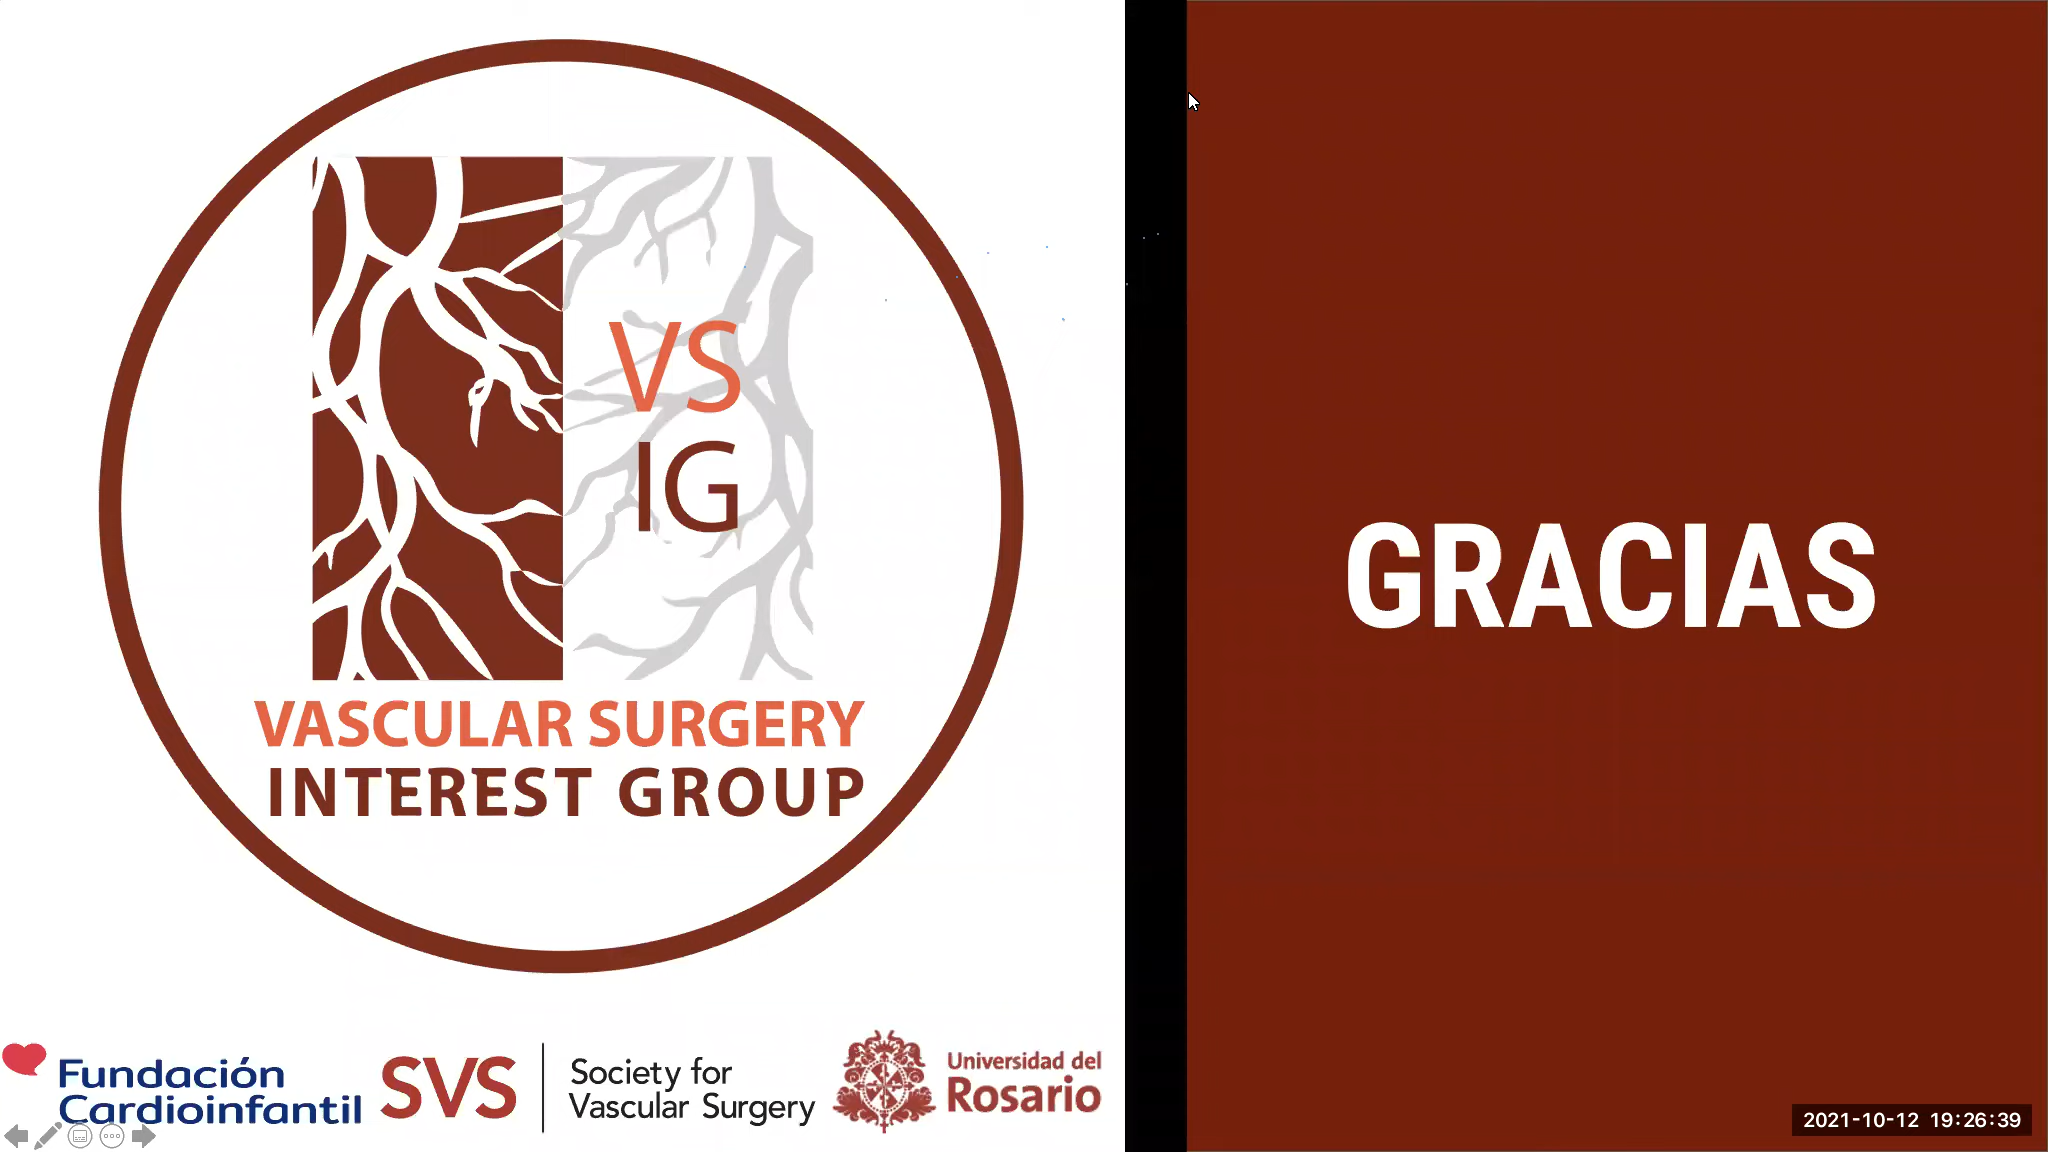 VS
IG
VASCULAR SURGERY
INTEREST GROUP
GRACIAS
Fundación
Cardioinfantil
SVS
Society for
Vascular Surgery
Universidad del
Rosario
2021-10-12 19:26:39